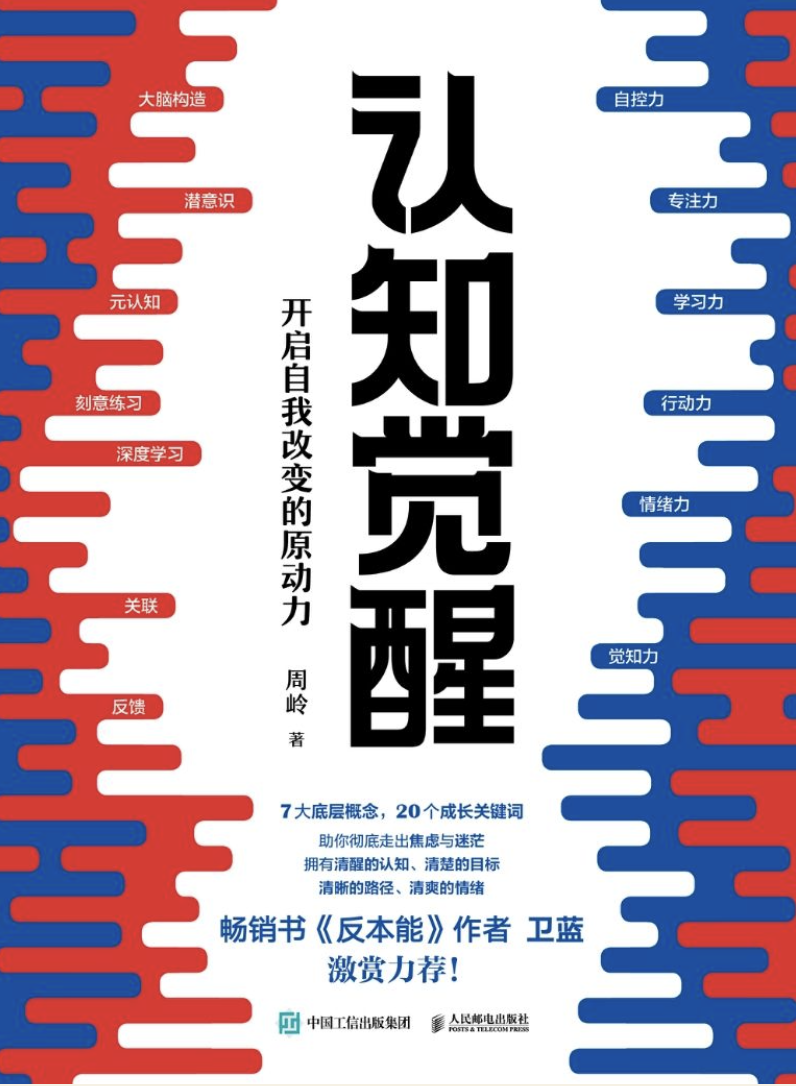 认知觉醒
开启自我改变的原动力
周岭 著
大脑构造
潜意识
元认知
刻意练习
深度学习
关联
反馈
自控力
专注力
学习力
行动力
情绪力
觉知力
7大底层概念，20个成长关键词
助你彻底走出焦虑与迷茫
拥有清醒的认知、清楚的目标
清晰的路径、清爽的情绪
畅销书《反本能》作者 卫蓝
激赏力荐！
中国工信出版集团
人民邮电出版社
POSTS & TELECOM PRESS